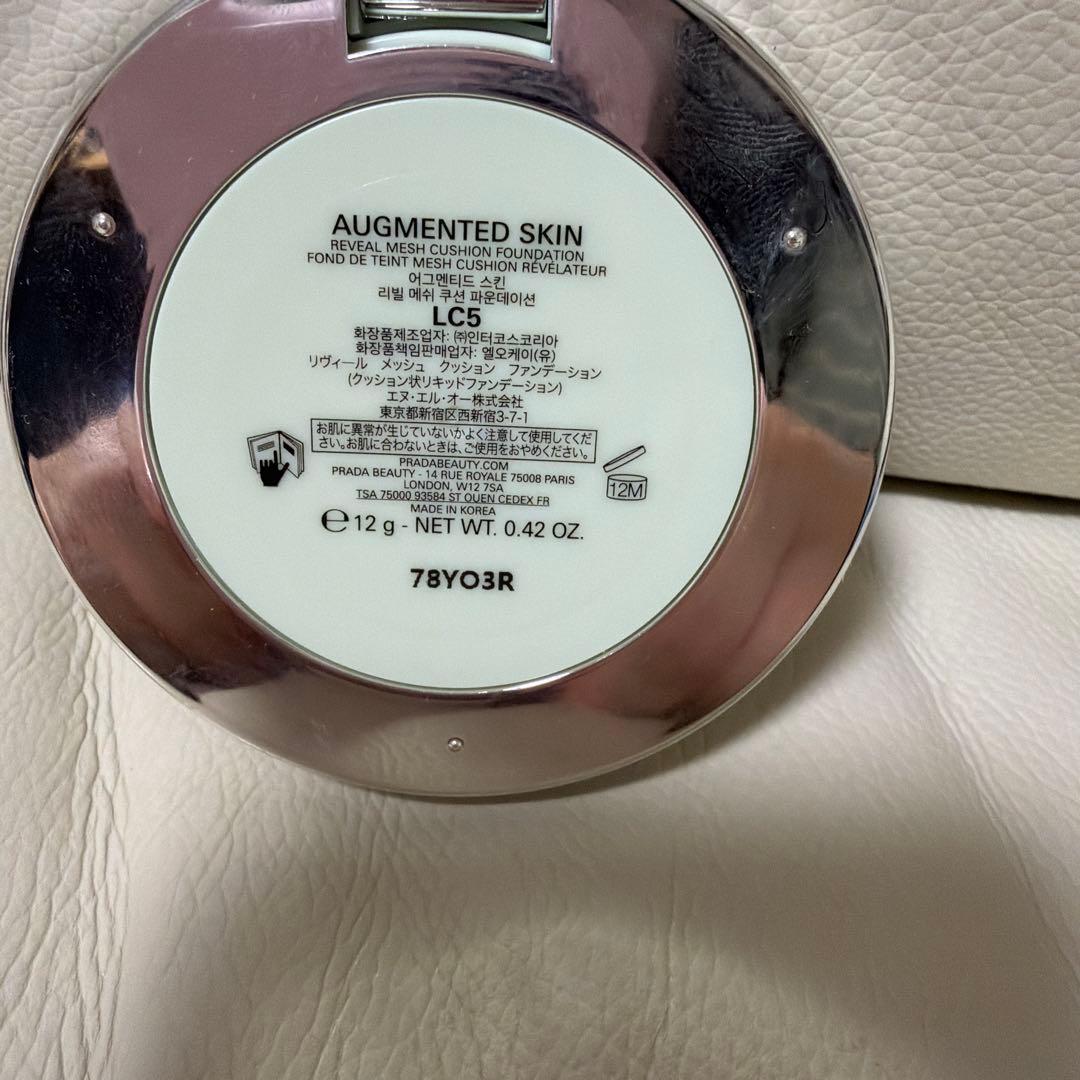 AUGMENTED SKIN
REVEAL MESH CUSHION FOUNDATION
FOND DE TEINT MESH CUSHION RÉVÉLATEUR
어그멘티드 스킨
리빌 메쉬 쿠션 파운데이션
LC5
화장품제조업자: ㈜인터코스코리아
화장품책임판매업자: 엘오케이(유)
リヴィール メッシュ クッション ファンデーション
(クッション状リキッドファンデーション)
エヌ・エル・オー株式会社
東京都新宿区西新宿3-7-1
お肌に異常が生じていないかよく注意して使用してくだ
さい。お肌に合わないときは、ご使用をおやめください。
PRADABEAUTY.COM
PRADA BEAUTY - 14 RUE ROYALE 75008 PARIS
LONDON, W12 7SA
TSA 75000 93584 ST OUEN CEDEX FR
MADE IN KOREA
12M
℮ 12 g - NET WT. 0.42 OZ.
78YO3R